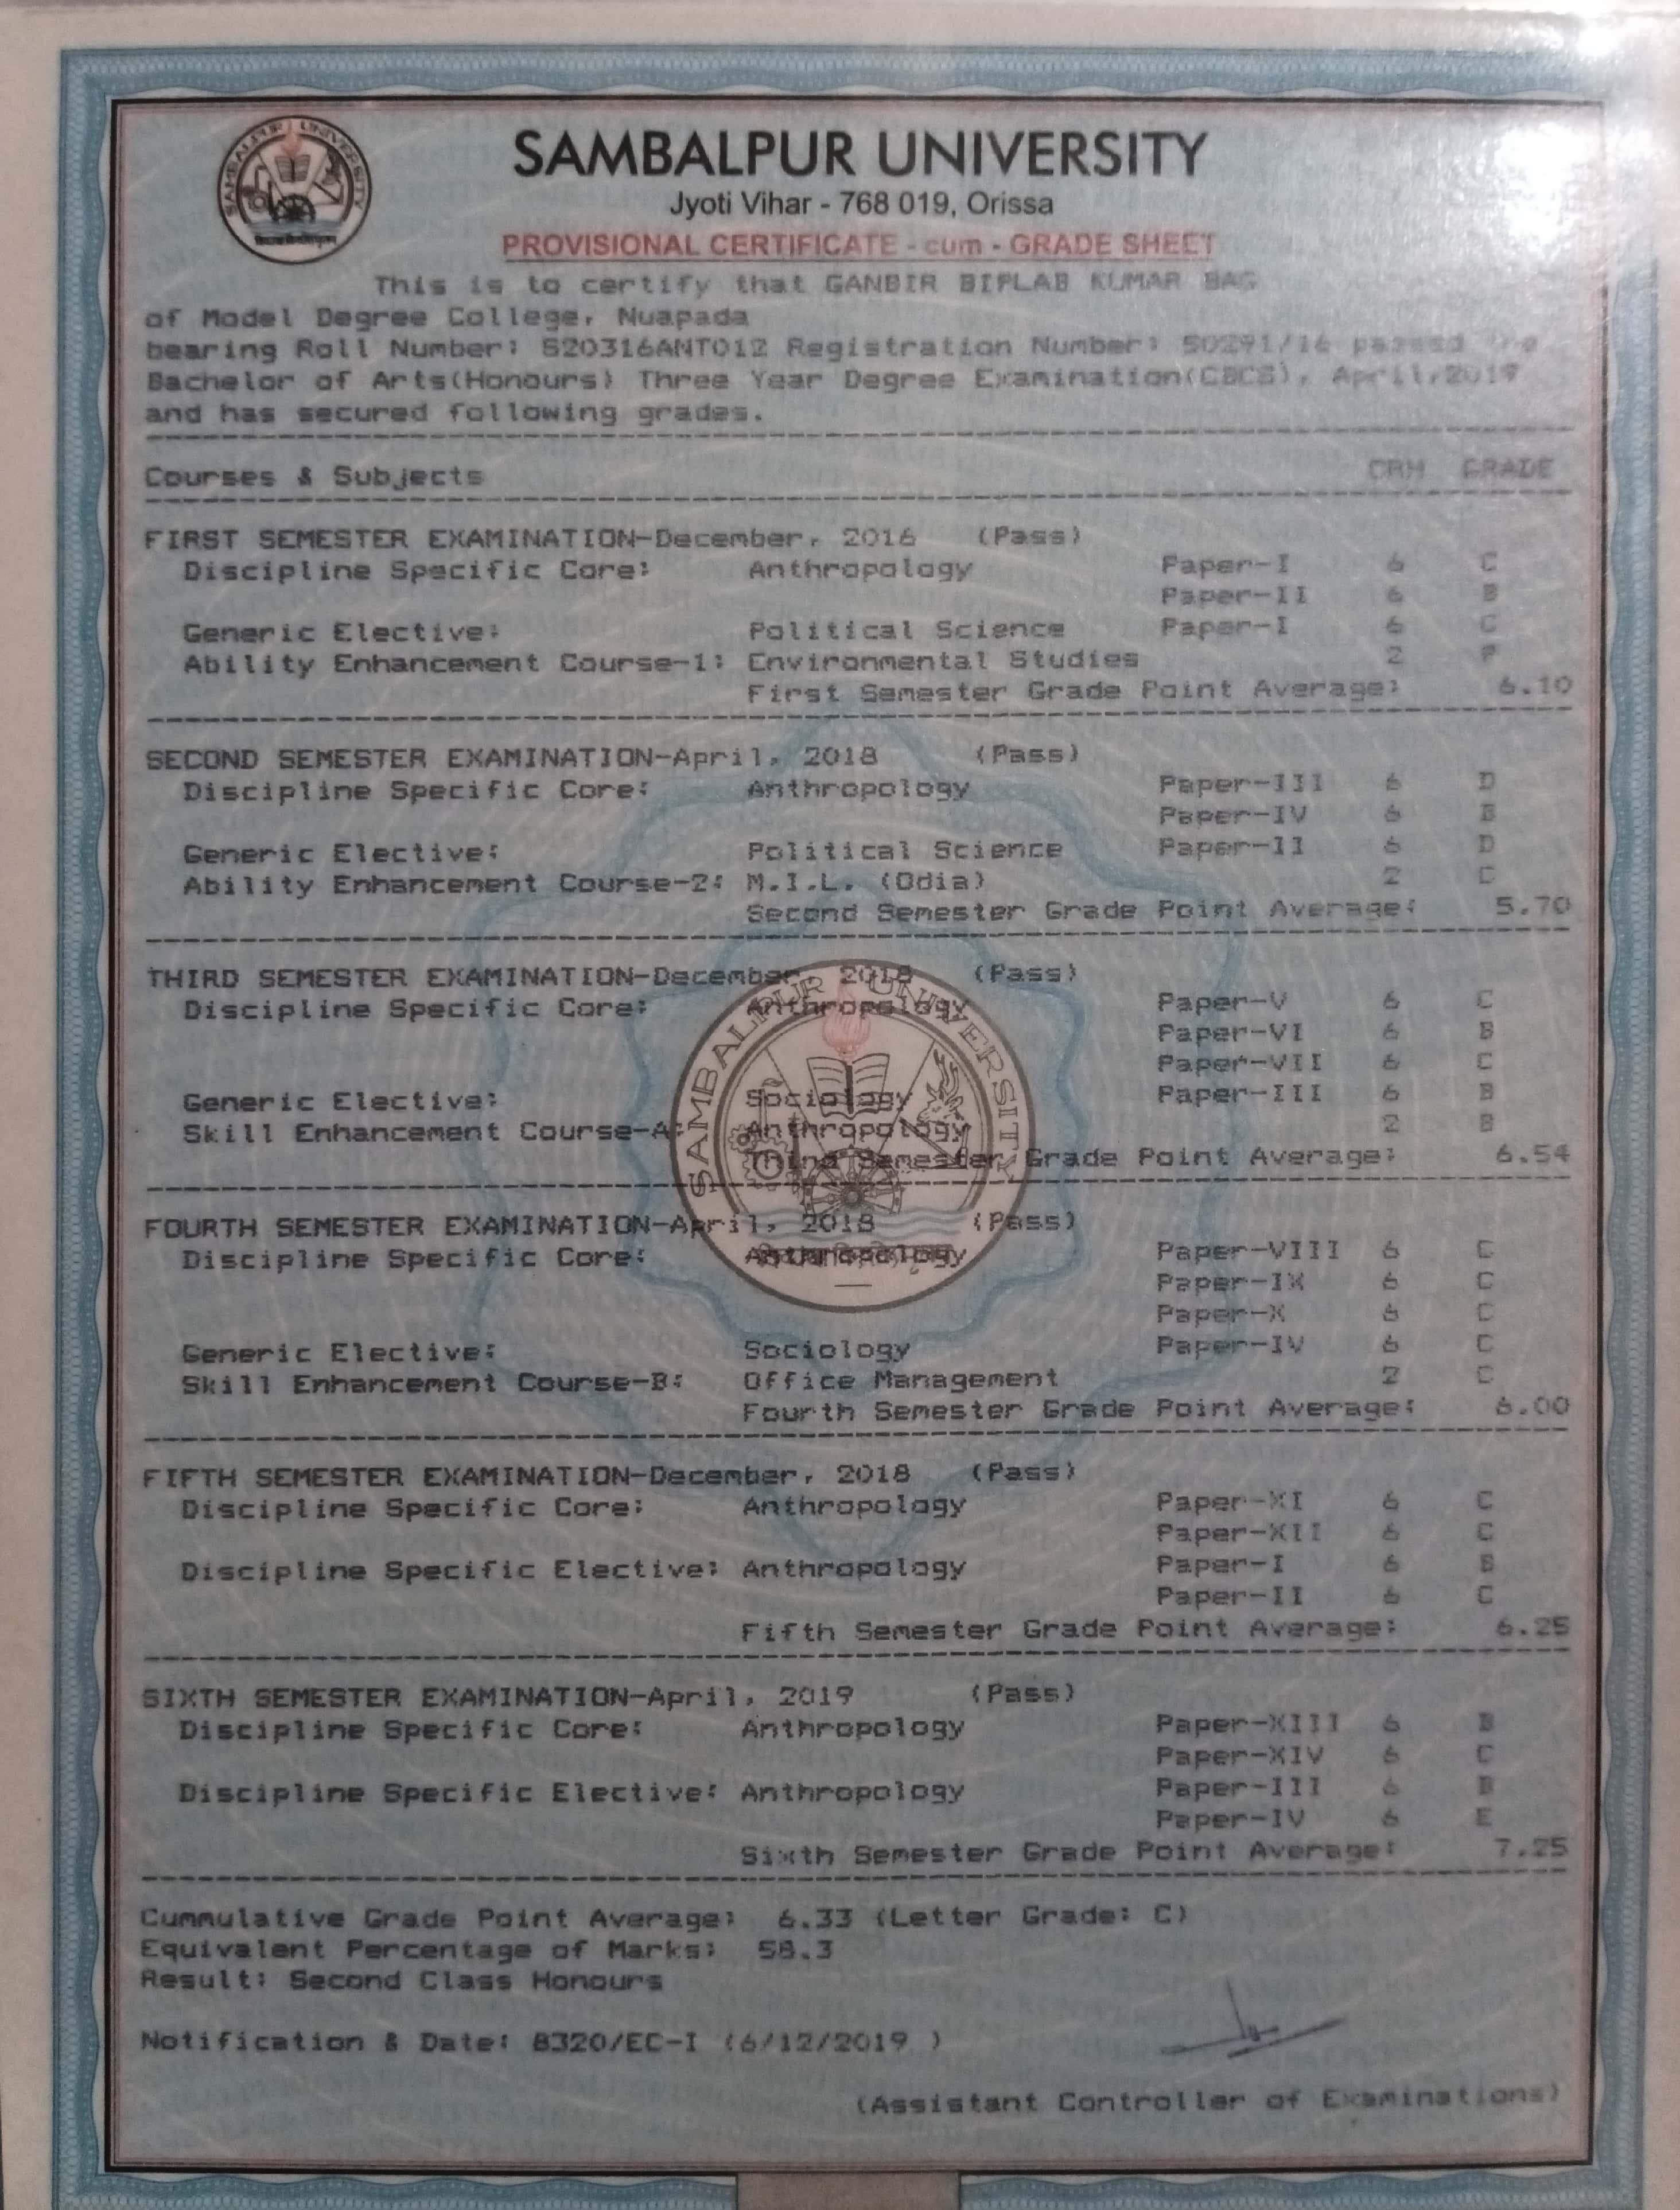 SAMBALPUR UNIVERSITY
SAMBALPUR UNIVERSITY
Jyoti Vihar - 768 019, Orissa
PROVISIONAL CERTIFICATE - cum - GRADE SHEET
This is to certify that GANBIR BIPLAB KUMAR BAG
of Model Degree College, Nuapada
bearing Roll Number: S20316ANT012 Registration Number: 50291/16 passed the
Bachelor of Arts(Honours) Three Year Degree Examination(CBCS), April,2019
and has secured following grades.
Courses & Subjects CRH GRADE
FIRST SEMESTER EXAMINATION-December, 2016 (Pass)
Discipline Specific Core: Anthropology Paper-I 6 C
Paper-II 6 B
Generic Elective: Political Science Paper-I 6 C
Ability Enhancement Course-1: Environmental Studies 2
First Semester Grade Point Average: 6.10
SECOND SEMESTER EXAMINATION-April, 2018 (Pass)
Discipline Specific Core: Anthropology Paper-III 6 D
Paper-IV 6 B
Generic Elective: Political Science Paper-II 6 D
Ability Enhancement Course-2: M.I.L. (Odia) 2 C
Second Semester Grade Point Average: 5.70
THIRD SEMESTER EXAMINATION-December, 2018 (Pass)
Discipline Specific Core: Anthropology Paper-V 6 C
Paper-VI 6 B
Paper-VII 6 C
Generic Elective: Sociology Paper-III 6 B
Skill Enhancement Course-A: Anthropology 2 B
Third Semester Grade Point Average: 6.54
SAMBALPUR UNIVERSITY
FOURTH SEMESTER EXAMINATION-April, 2018 (Pass)
Discipline Specific Core: Anthropology Paper-VIII 6 C
Paper-IX 6 C
Paper-X 6 C
Generic Elective: Sociology Paper-IV 6 C
Skill Enhancement Course-B: Office Management 2 C
Fourth Semester Grade Point Average: 6.00
FIFTH SEMESTER EXAMINATION-December, 2018 (Pass)
Discipline Specific Core: Anthropology Paper-XI 6 C
Paper-XII 6 C
Discipline Specific Elective: Anthropology Paper-I 6 B
Paper-II 6 C
Fifth Semester Grade Point Average: 6.25
SIXTH SEMESTER EXAMINATION-April, 2019 (Pass)
Discipline Specific Core: Anthropology Paper-XIII 6 B
Paper-XIV 6 C
Discipline Specific Elective: Anthropology Paper-III 6 B
Paper-IV 6 E
Sixth Semester Grade Point Average: 7.25
Cummulative Grade Point Average: 6.33 (Letter Grade: C)
Equivalent Percentage of Marks: 58.3
Result: Second Class Honours
Notification & Date: 8320/EC-I (6/12/2019 )
(Assistant Controller of Examinations)